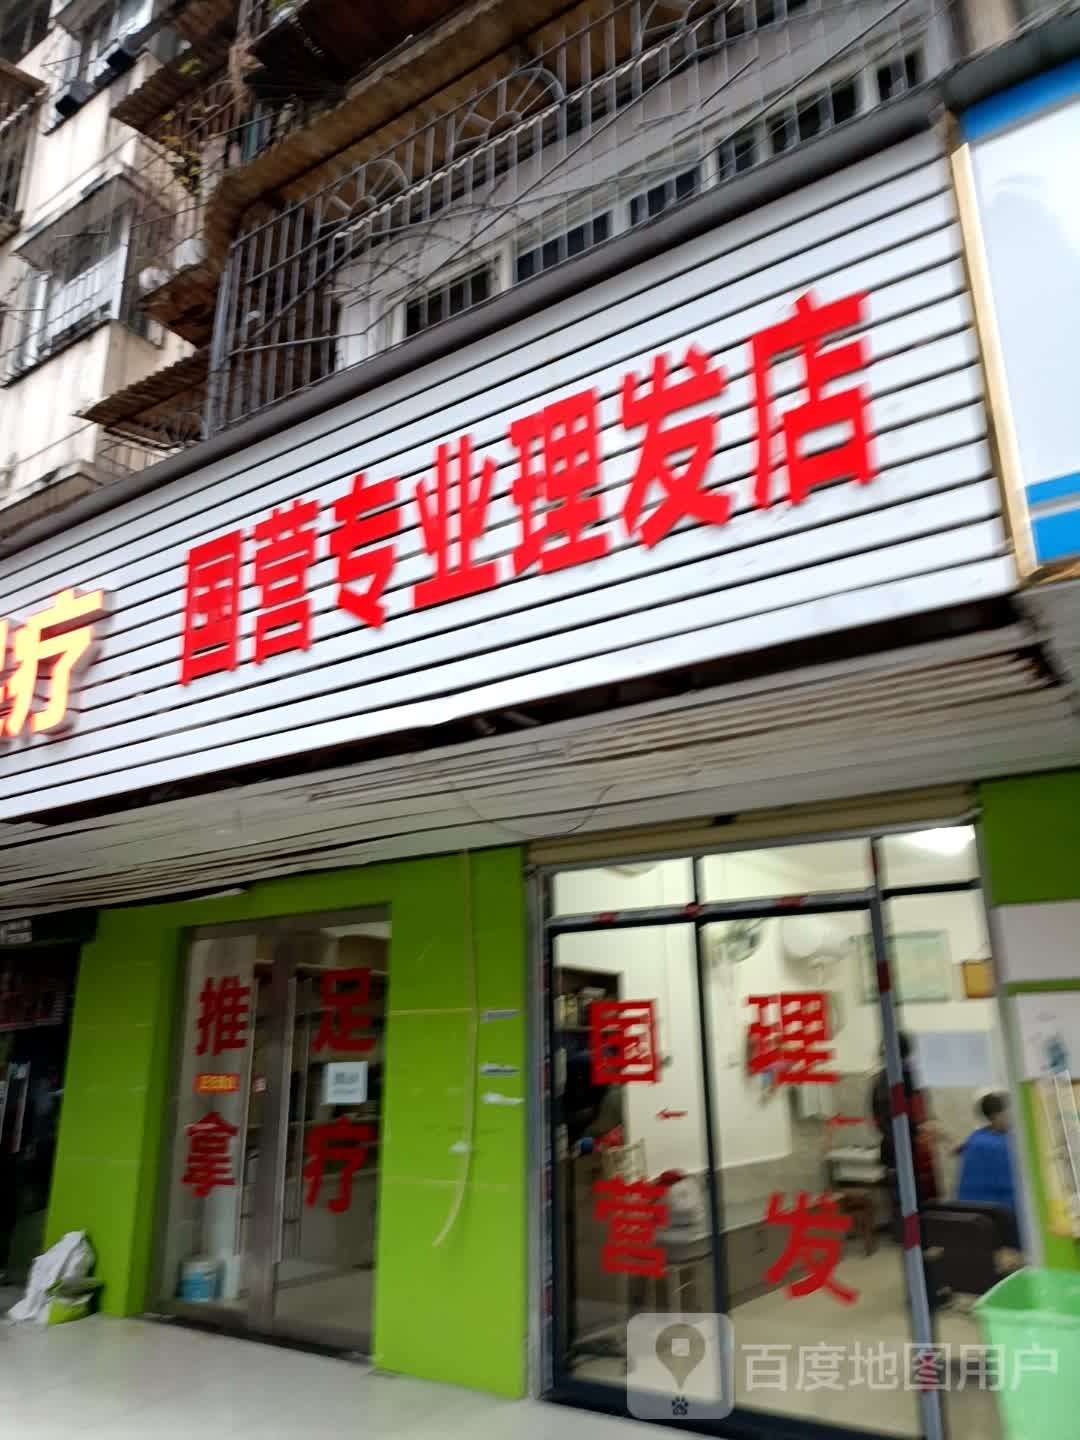 国营专业理发店
疗
推 足
拿 疗
国 理
营 发
百度地图用户